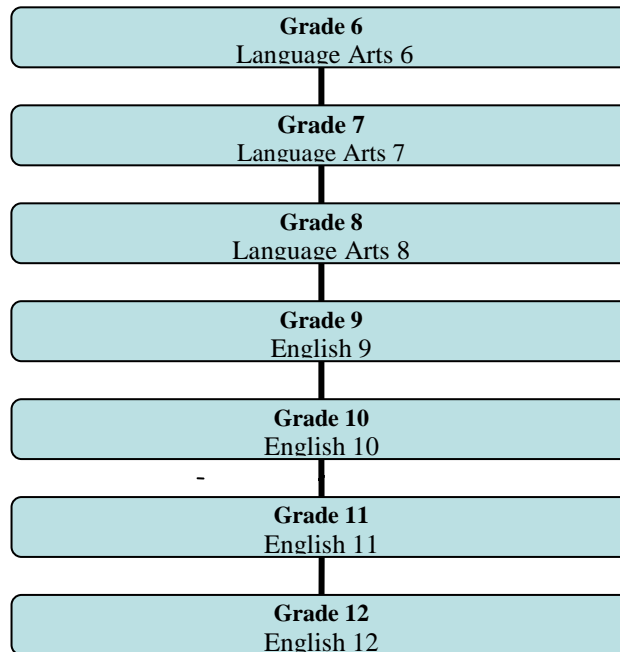 Grade 6
Language Arts 6
Grade 7
Language Arts 7
Grade 8
Language Arts 8
Grade 9
English 9
Grade 10
English 10
Grade 11
English 11
Grade 12
English 12